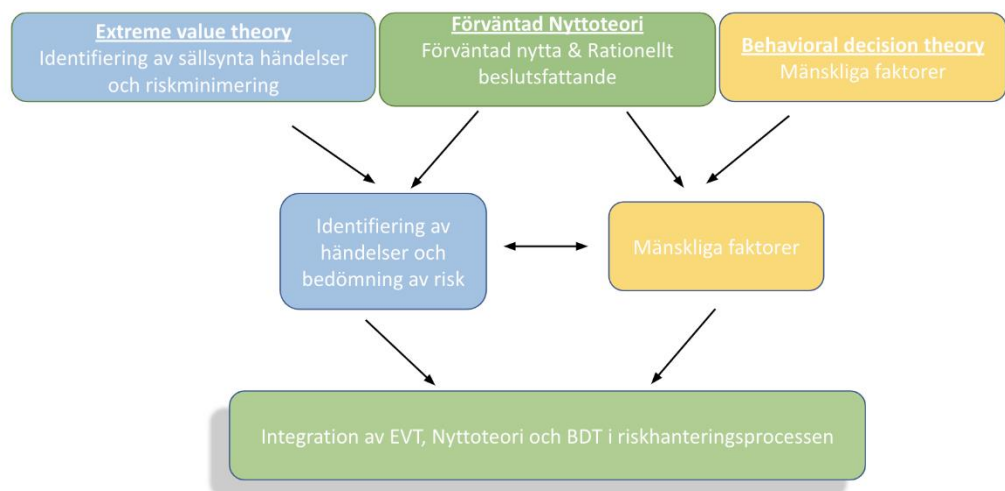 Extreme value theory
Identifiering av sällsynta händelser
och riskminimering
Förväntad Nyttoteori
Förväntad nytta & Rationellt
beslutsfattande
Behavioral decision theory
Mänskliga faktorer
Identifiering av
händelser och
bedömning av risk
Mänskliga faktorer
Integration av EVT, Nyttoteori och BDT i riskhanteringsprocessen